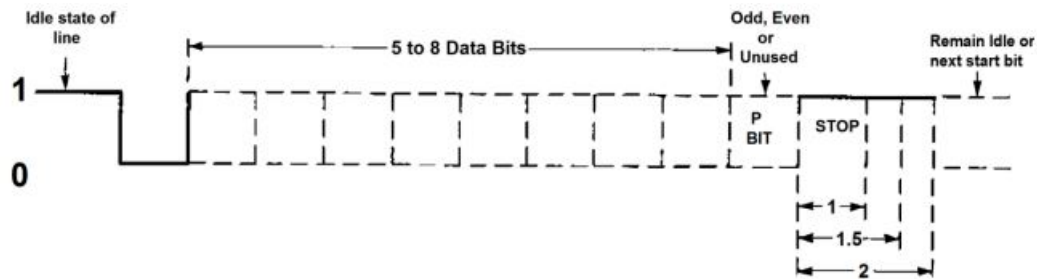 Idle state of
line
5 to 8 Data Bits
Odd, Even
or
Unused
Remain Idle or
next start bit
1
0
P
BIT
STOP
1
1.5
2